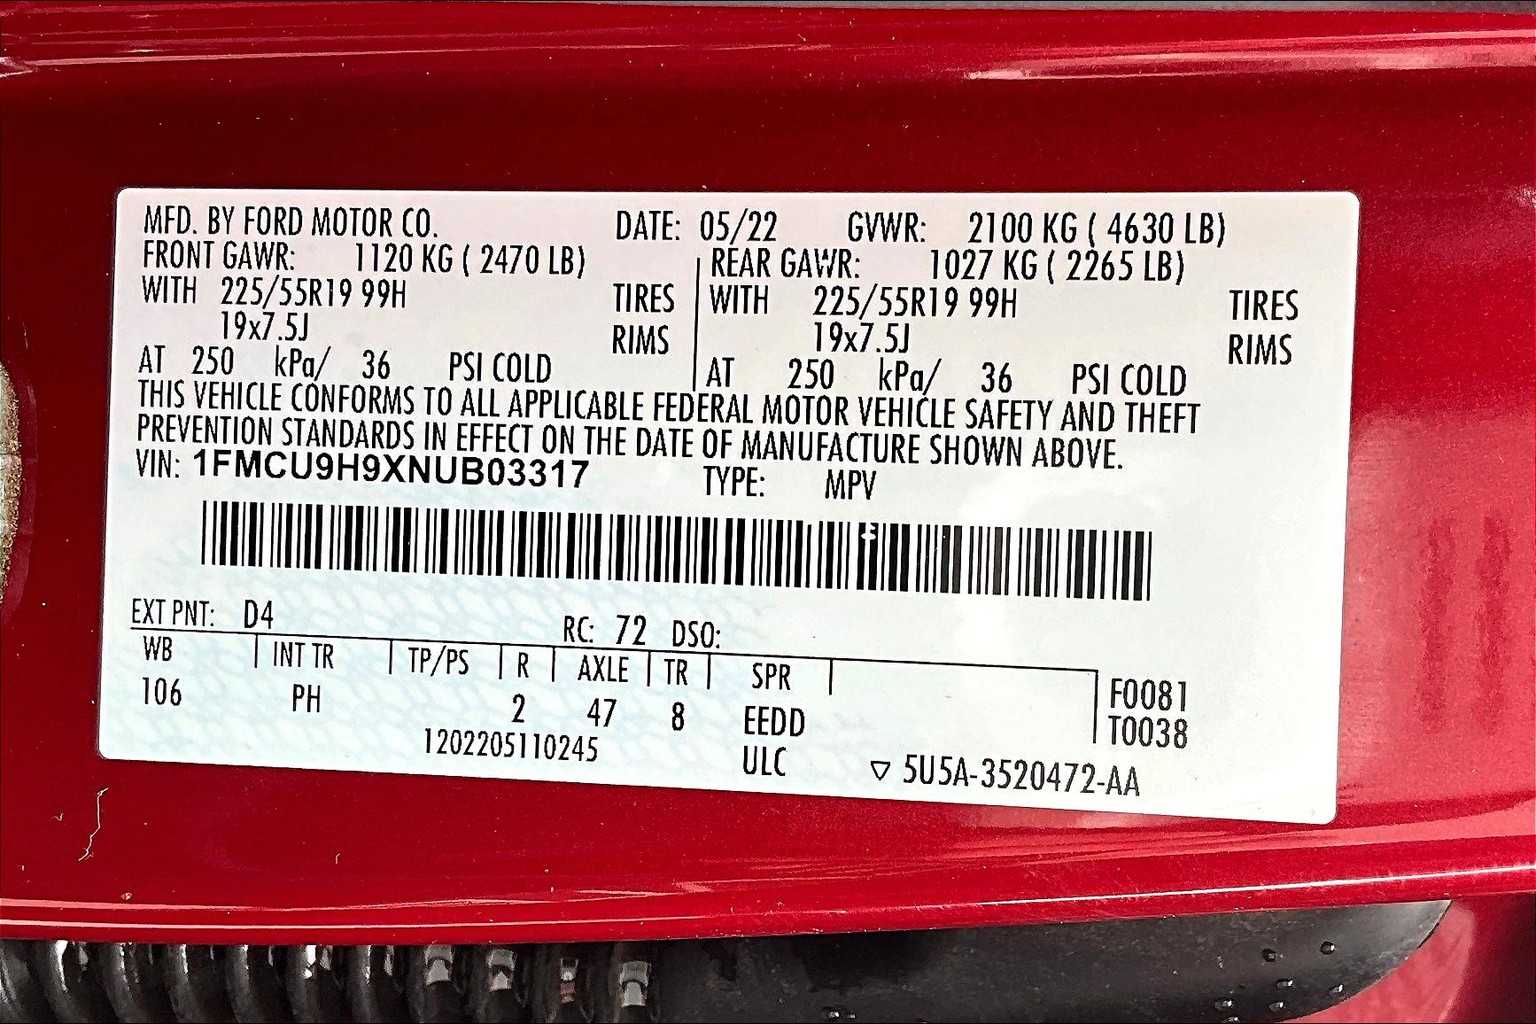 MFD. BY FORD MOTOR CO. DATE: 05/22 GVWR: 2100 KG ( 4630 LB)
FRONT GAWR: 1120 KG ( 2470 LB) REAR GAWR: 1027 KG ( 2265 LB)
WITH 225/55R19 99H TIRES WITH 225/55R19 99H TIRES
19x7.5J RIMS 19x7.5J RIMS
AT 250 kPa/ 36 PSI COLD AT 250 kPa/ 36 PSI COLD
THIS VEHICLE CONFORMS TO ALL APPLICABLE FEDERAL MOTOR VEHICLE SAFETY AND THEFT
PREVENTION STANDARDS IN EFFECT ON THE DATE OF MANUFACTURE SHOWN ABOVE.
VIN: 1FMCU9H9XNUB03317 TYPE: MPV
EXT PNT: D4 RC: 72 DSO:
WB INT TR TP/PS R AXLE TR SPR
106 PH 2 47 8 EEDD F0081
T0038
1202205110245 ULC ▽ 5U5A-3520472-AA